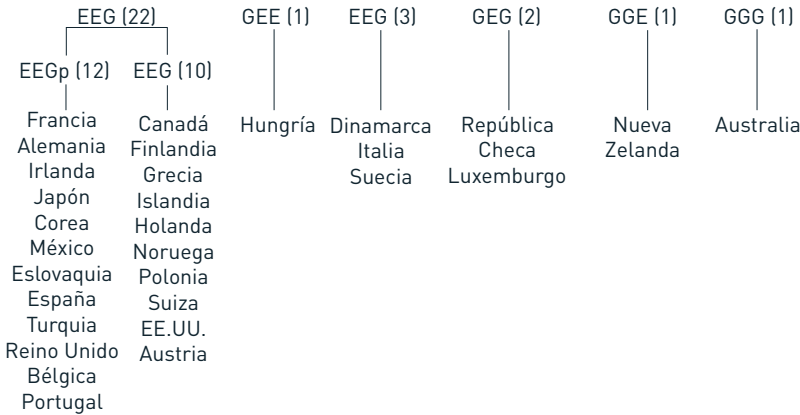 EEG (22)
GEE (1)
EEG (3)
GEG (2)
GGE (1)
GGG (1)
EEGp (12)
EEG (10)
Francia
Alemania
Irlanda
Japón
Corea
México
Eslovaquia
España
Turquia
Reino Unido
Bélgica
Portugal
Canadá
Finlandia
Grecia
Islandia
Holanda
Noruega
Polonia
Suiza
EE.UU.
Austria
Hungría
Dinamarca
Italia
Suecia
República
Checa
Luxemburgo
Nueva
Zelanda
Australia